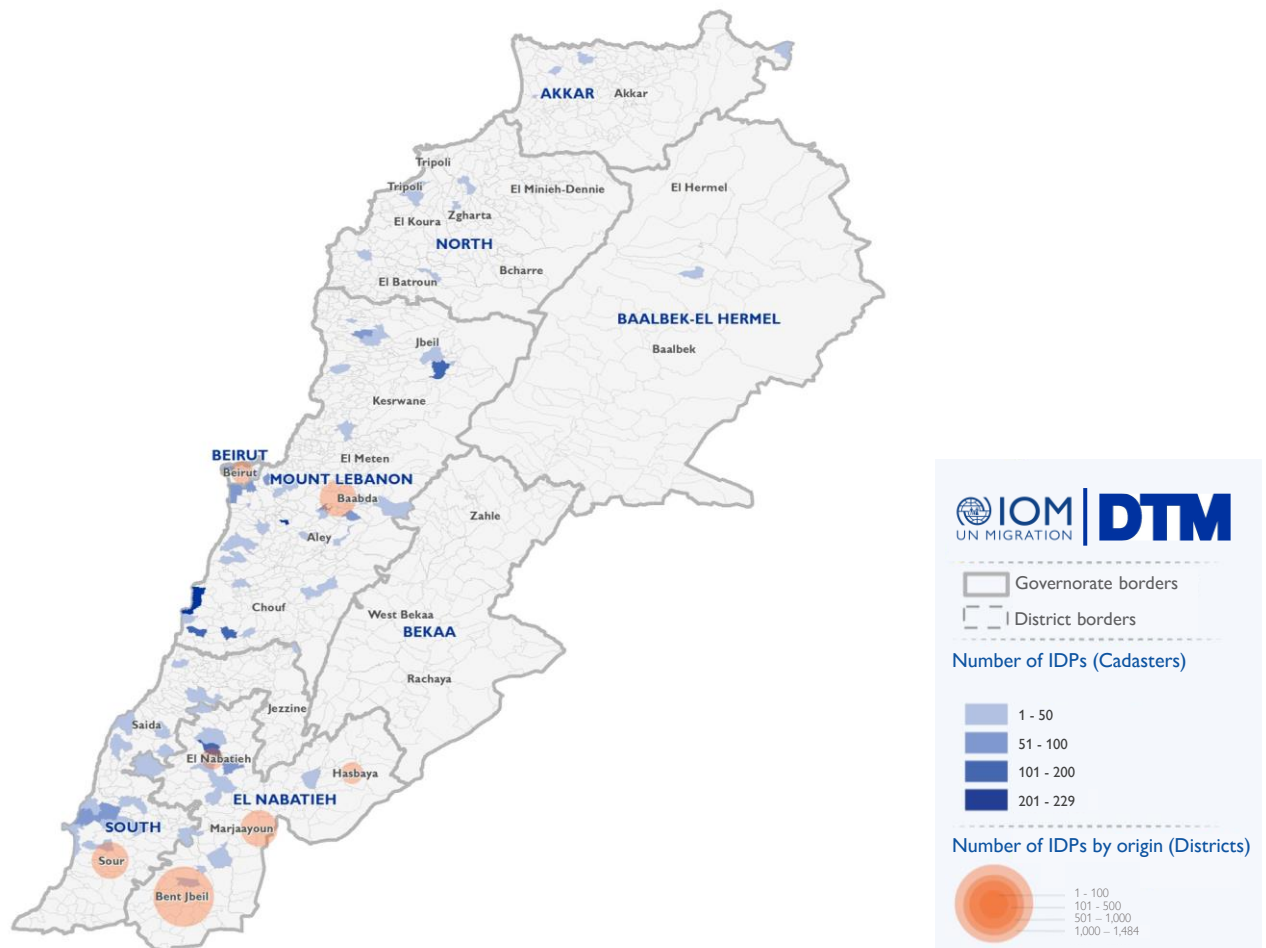 AKKAR
Akkar
Tripoli
Tripoli
El Minieh-Dennie
El Hermel
El Koura
Zgharta
NORTH
Bcharre
El Batroun
BAALBEK-EL HERMEL
Baalbek
Jbeil
Kesrwane
BEIRUT
Beirut
El Meten
MOUNT LEBANON
Baabda
Zahle
Aley
Chouf
West Bekaa
BEKAA
Rachaya
Jezzine
Saida
El Nabatieh
Hasbaya
EL NABATIEH
SOUTH
Marjaayoun
Sour
Bent Jbeil
IOM
UN MIGRATION
DTM
Governorate borders
District borders
Number of IDPs (Cadasters)
1 - 50
51 - 100
101 - 200
201 - 229
Number of IDPs by origin (Districts)
1 - 100
101 - 500
501 – 1,000
1,000 – 1,484